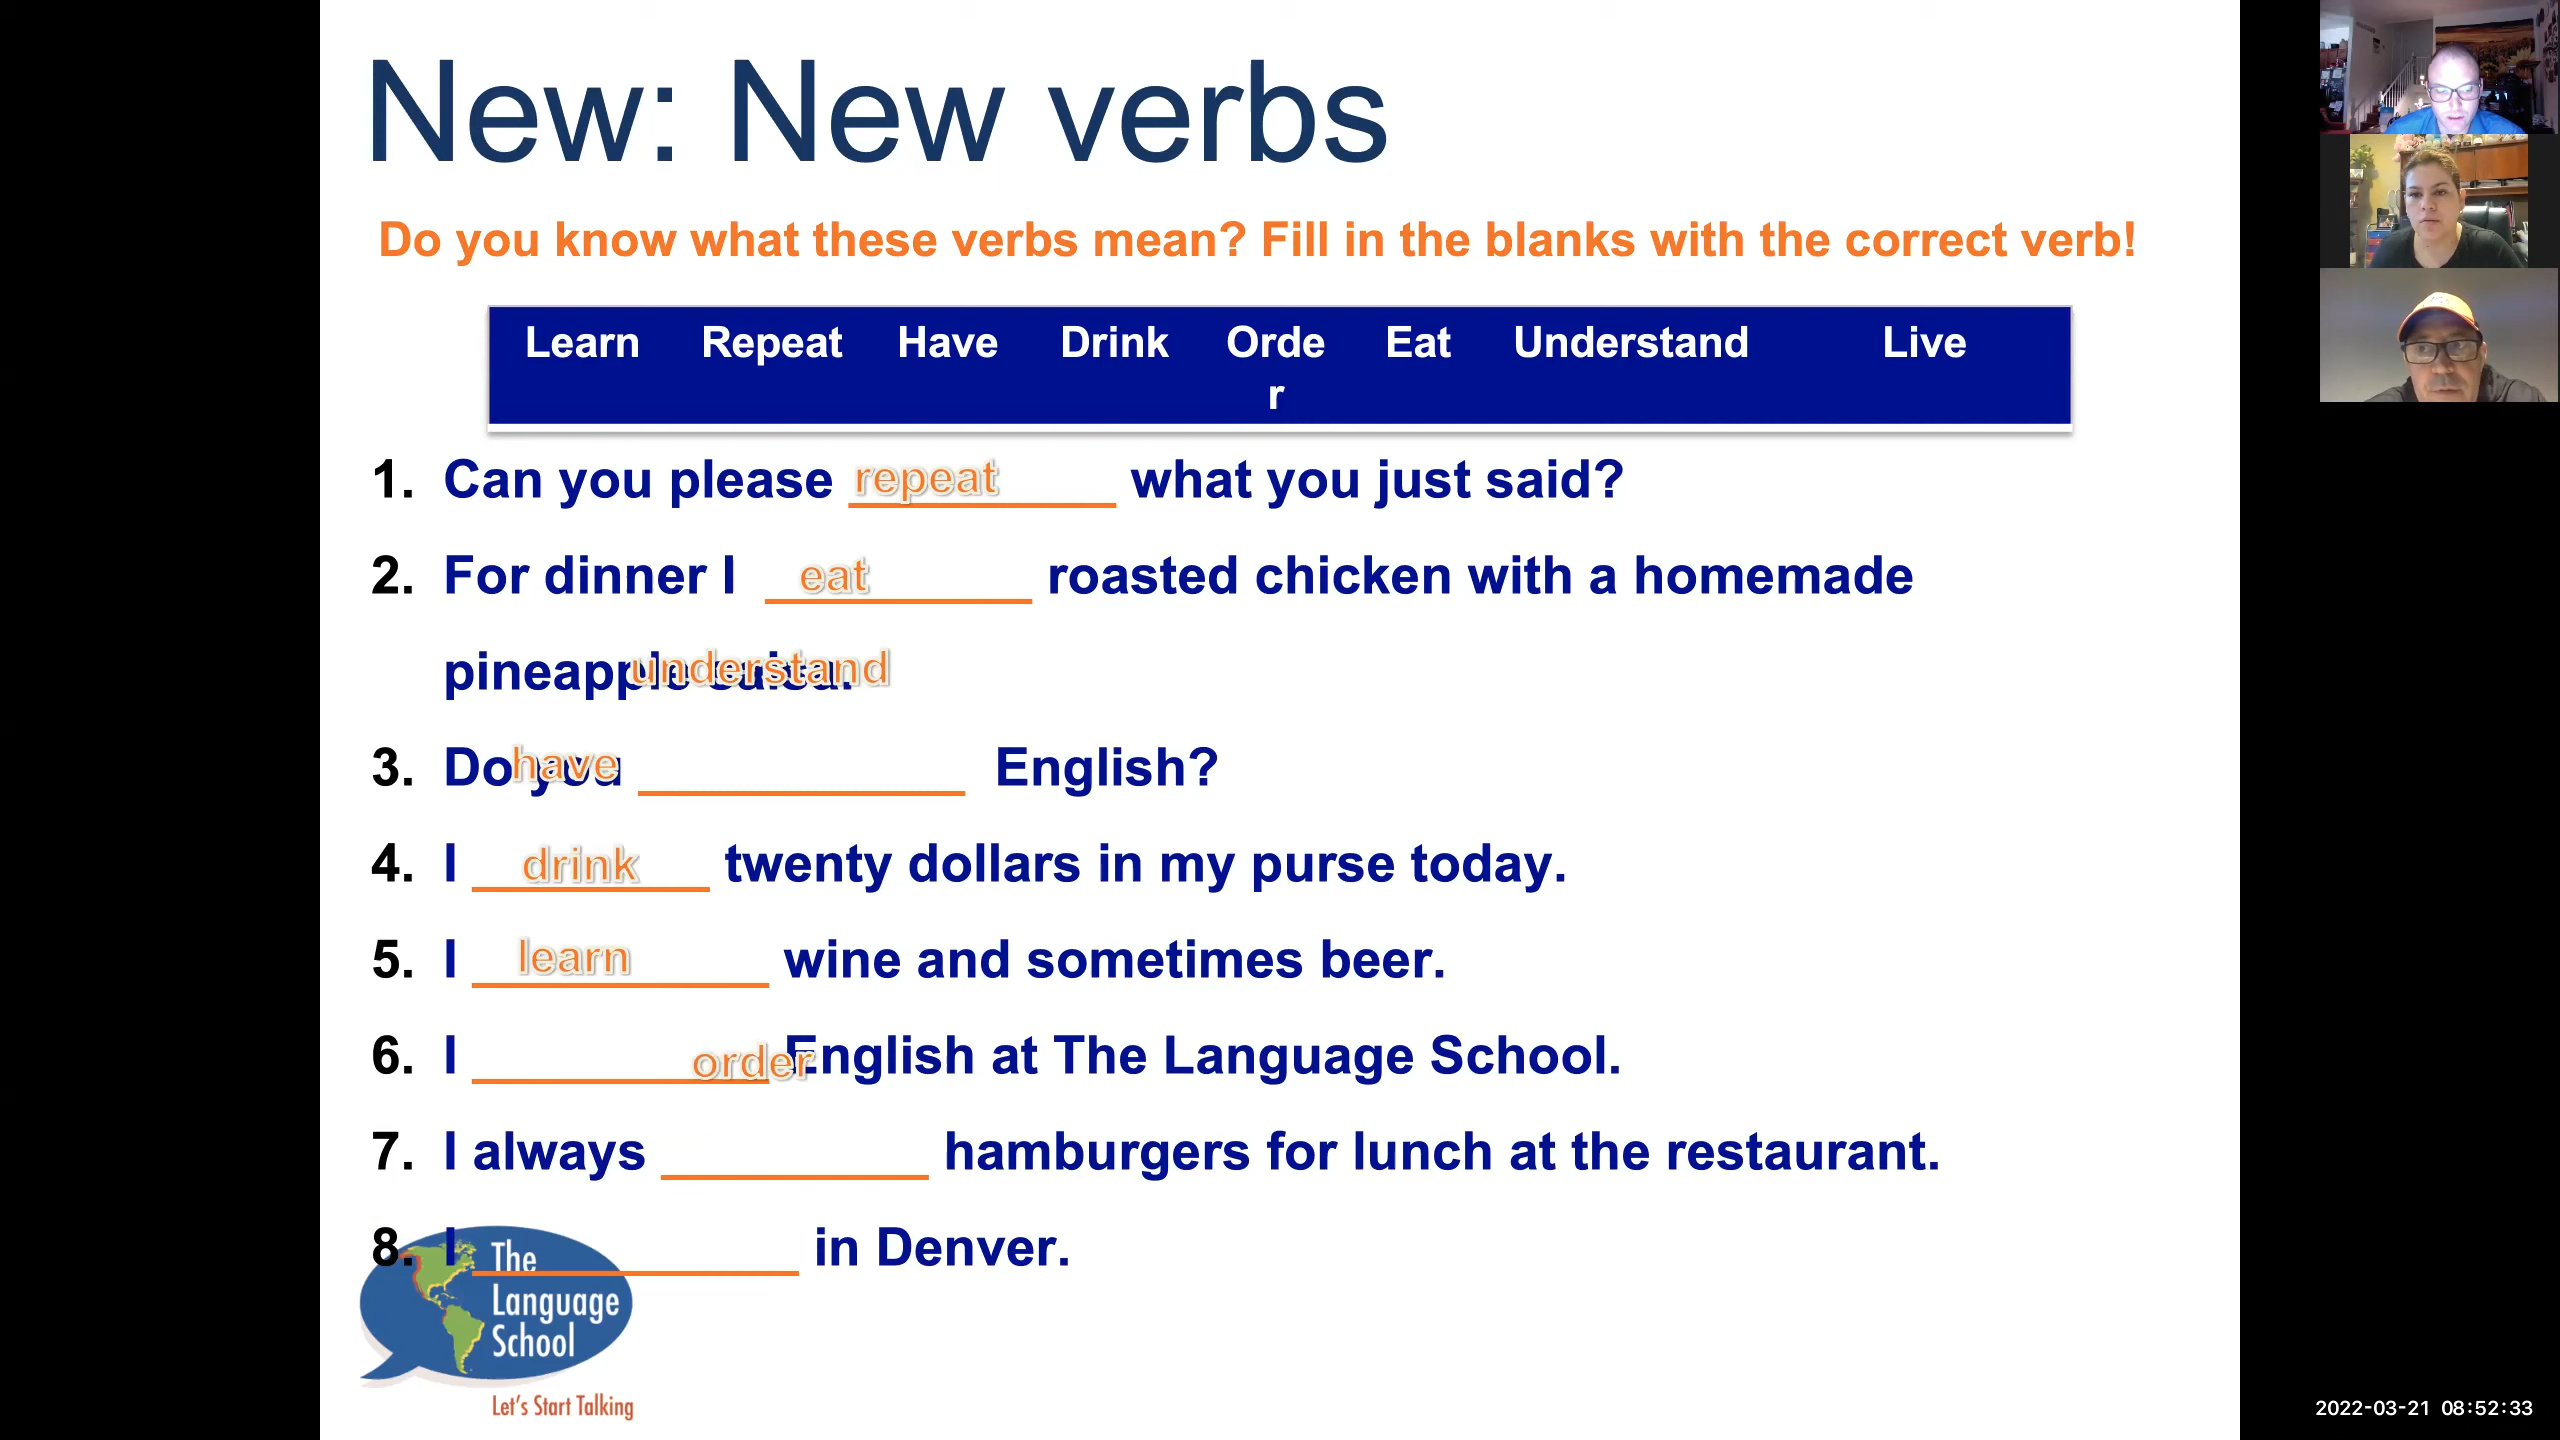 New: New verbs
Do you know what these verbs mean? Fill in the blanks with the correct verb!
Learn Repeat Have Drink Orde Eat Understand Live
r
1. Can you please repeat what you just said?
2. For dinner I eat roasted chicken with a homemade
pineapple salsa.
understand
3. Do you English?
have
4. I drink twenty dollars in my purse today.
5. I learn wine and sometimes beer.
6. I order English at The Language School.
7. I always hamburgers for lunch at the restaurant.
8. I in Denver.
The
Language
School
Let's Start Talking
2022-03-21 08:52:33